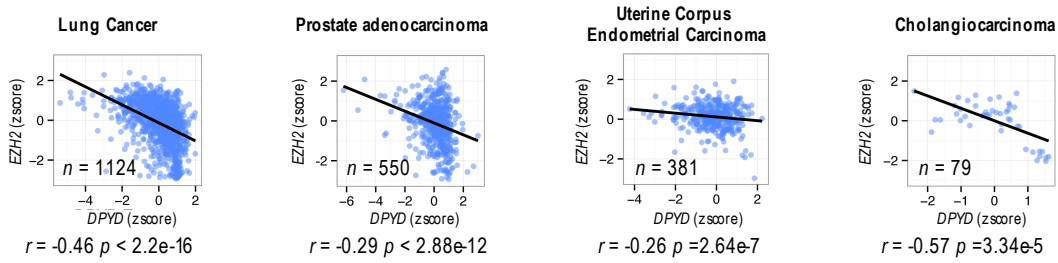 Lung Cancer
EZH2 (zscore)
2
0
−2
n = 1124
−4 −2 0 2
DPYD (zscore)
r = -0.46 p < 2.2e-16
Prostate adenocarcinoma
EZH2 (zscore)
2
0
−2
n = 550
−6 −4 −2 0 2
DPYD (zscore)
r = -0.29 p < 2.88e-12
Uterine Corpus
Endometrial Carcinoma
EZH2 (zscore)
2
0
−2
n = 381
−4 −2 0 2
DPYD (zscore)
r = -0.26 p =2.64e-7
Cholangiocarcinoma
EZH2 (zscore)
2
0
−2
n = 79
−2 −1 0 1
DPYD (zscore)
r = -0.57 p =3.34e-5